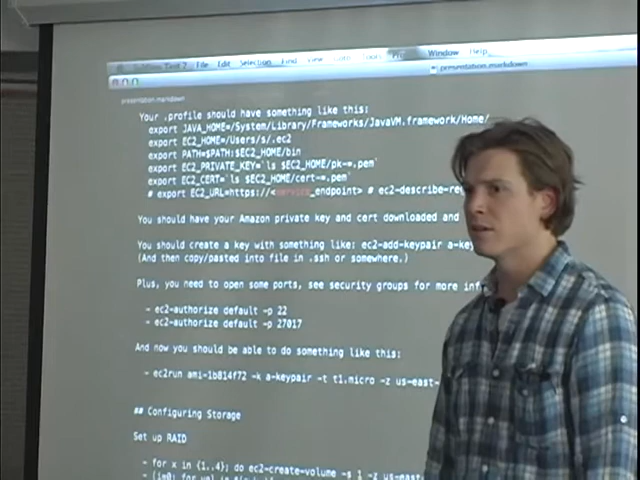 Sublime Text 2 File Edit Selection Find View Goto Tools Window Help
presentation.markdown
presentation.markdown
Your .profile should have something like this:
export JAVA_HOME=/System/Library/Frameworks/JavaVM.framework/Home/
export EC2_HOME=/Users/s/.ec2
export PATH=$PATH:$EC2_HOME/bin
export EC2_PRIVATE_KEY=`ls $EC2_HOME/pk-*.pem`
export EC2_CERT=`ls $EC2_HOME/cert-*.pem`
# export EC2_URL=https://<service_endpoint> # ec2-describe-re
You should have your Amazon private key and cert downloaded and
You should create a key with something like: ec2-add-keypair a-key
(And then copy/pasted into file in .ssh or somewhere.)
Plus, you need to open some ports, see security groups for more inf
- ec2-authorize default -p 22
- ec2-authorize default -p 27017
And now you should be able to do something like this:
- ec2run ami-1b814f72 -k a-keypair -t t1.micro -z us-east-
## Configuring Storage
Set up RAID
- for x in {1..4}; do ec2-create-volume -s 1 -z us-east